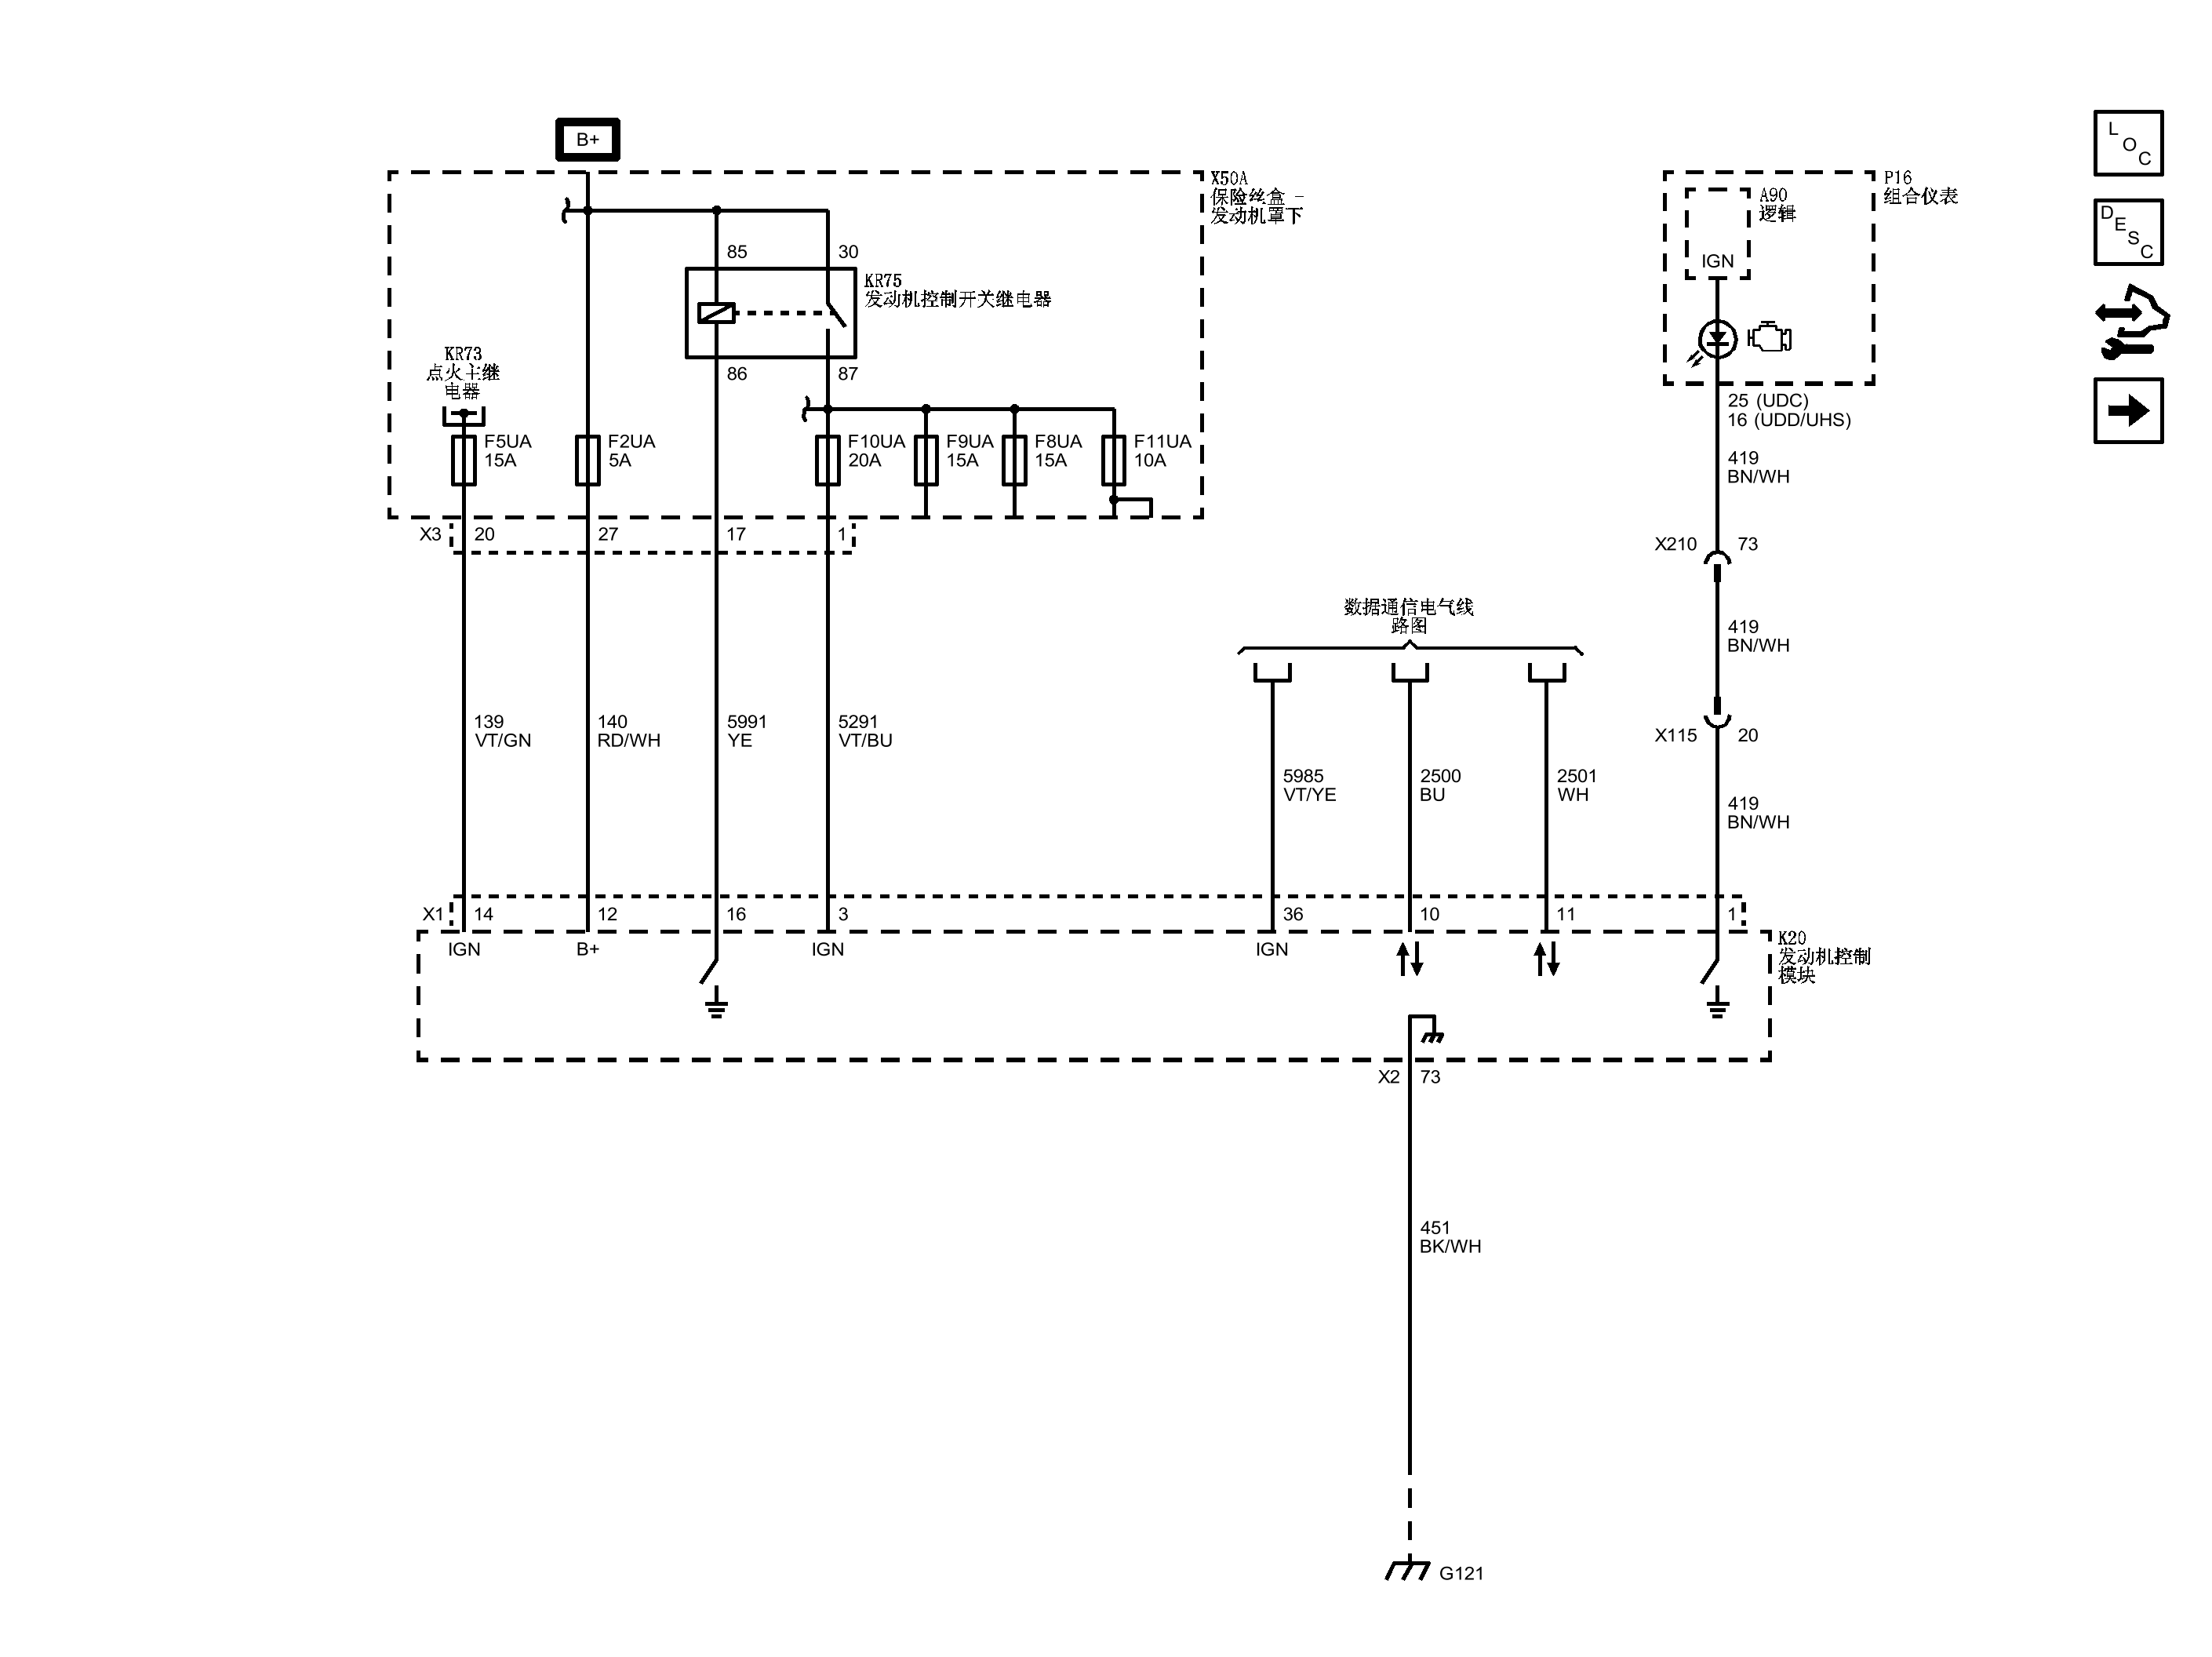 B+
X50A
保险丝盒 -
发动机罩下
85
30
KR75
发动机控制开关继电器
86
87
KR73
点火主继
电器
F5UA
15A
F2UA
5A
F10UA
20A
F9UA
15A
F8UA
15A
F11UA
10A
X3
20
27
17
1
P16
组合仪表
A90
逻辑
IGN
25 (UDC)
16 (UDD/UHS)
419
BN/WH
X210
73
419
BN/WH
X115
20
419
BN/WH
数据通信电气线
路图
139
VT/GN
140
RD/WH
5991
YE
5291
VT/BU
5985
VT/YE
2500
BU
2501
WH
X1
14
12
16
3
36
10
11
1
IGN
B+
IGN
IGN
K20
发动机控制
模块
X2
73
451
BK/WH
G121
LOC
DESC